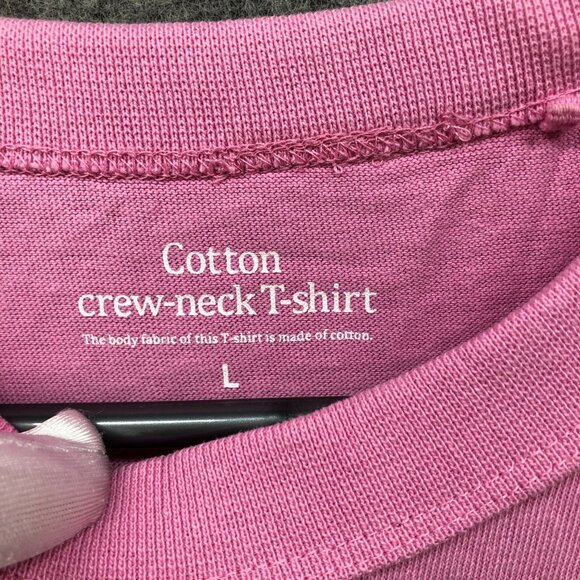 Cotton
crew-neck T-shirt
The body fabric of this T-shirt is made of cotton.
L